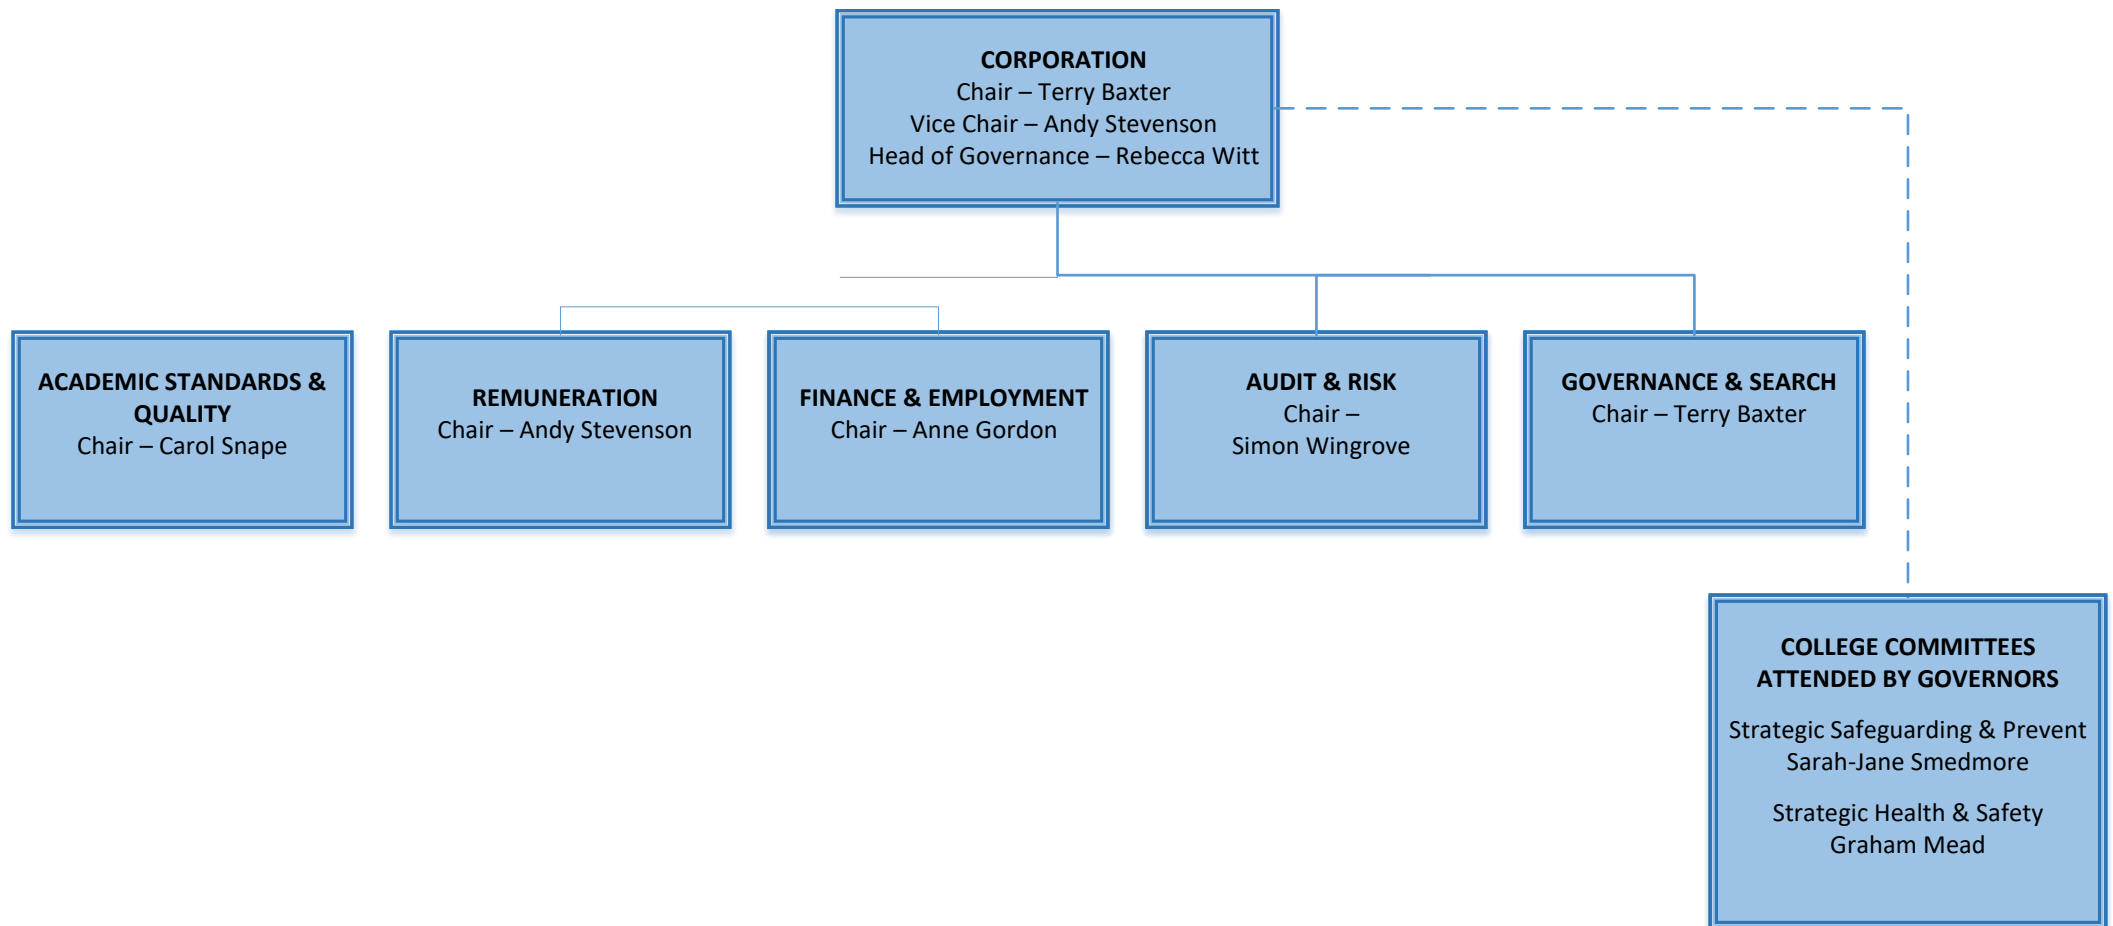 CORPORATION
Chair – Terry Baxter
Vice Chair – Andy Stevenson
Head of Governance – Rebecca Witt
ACADEMIC STANDARDS &
QUALITY
Chair – Carol Snape
REMUNERATION
Chair – Andy Stevenson
FINANCE & EMPLOYMENT
Chair – Anne Gordon
AUDIT & RISK
Chair –
Simon Wingrove
GOVERNANCE & SEARCH
Chair – Terry Baxter
COLLEGE COMMITTEES
ATTENDED BY GOVERNORS
Strategic Safeguarding & Prevent
Sarah-Jane Smedmore
Strategic Health & Safety
Graham Mead